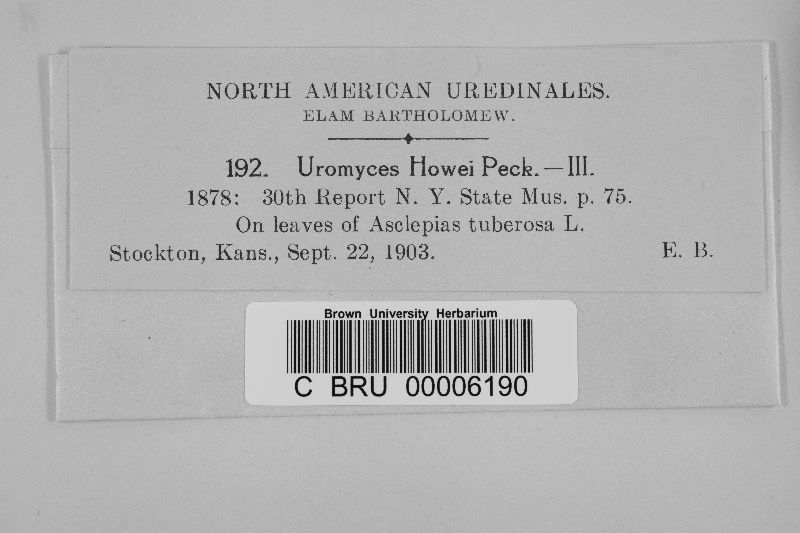 NORTH AMERICAN UREDINALES.
ELAM BARTHOLOMEW.
192. Uromyces Howei Peck.—III.
1878: 30th Report N. Y. State Mus. p. 75.
On leaves of Asclepias tuberosa L.
Stockton, Kans., Sept. 22, 1903. E. B.
Brown University Herbarium
C BRU 00006190